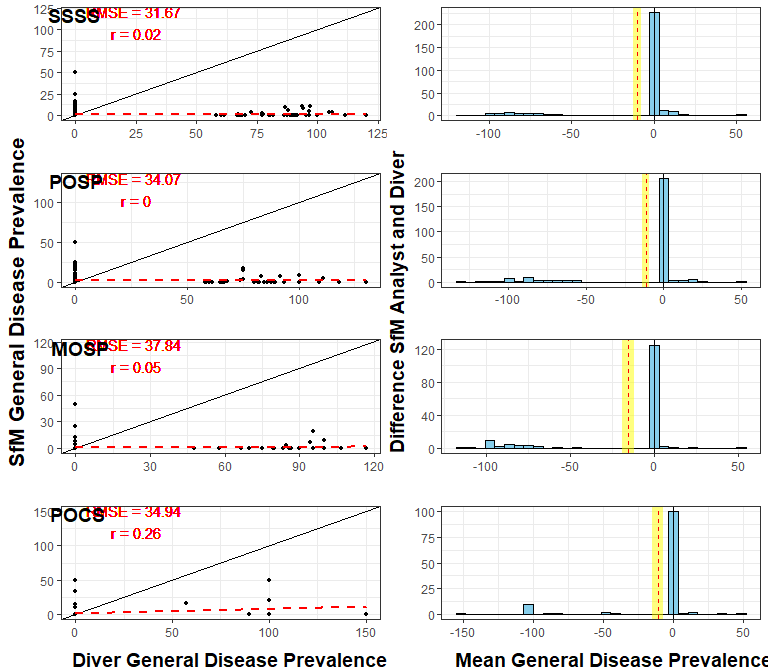 SSSS
RMSE = 31.67
r = 0.02
125
100
75
50
25
0
0 25 50 75 100 125
200
150
100
50
0
-100 -50 0 50
POSP
RMSE = 34.07
r = 0
100
50
0
0 50 100
200
150
100
50
0
-100 -50 0 50
MOSP
RMSE = 37.84
r = 0.05
120
90
60
30
0
0 30 60 90 120
120
80
40
0
-100 -50 0 50
POCS
RMSE = 34.94
r = 0.26
150
100
50
0
0 50 100 150
100
75
50
25
0
-150 -100 -50 0 50
SfM General Disease Prevalence
Diver General Disease Prevalence
Difference SfM Analyst and Diver
Mean General Disease Prevalence